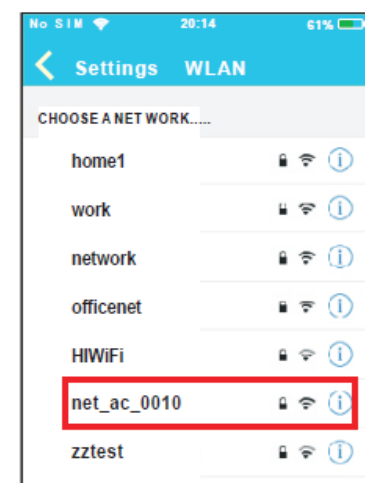 No SIM 20:14 61%
Settings WLAN
CHOOSE A NET WORK.....
home1
work
network
officenet
HIWiFi
net_ac_0010
zztest